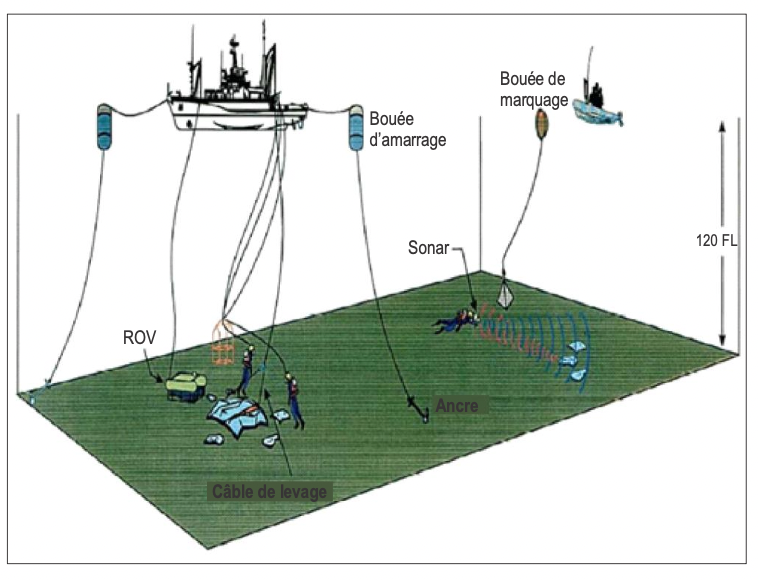 Bouée de
marquage
Bouée
d'amarrage
120 FL
Sonar
ROV
Ancre
Câble de levage